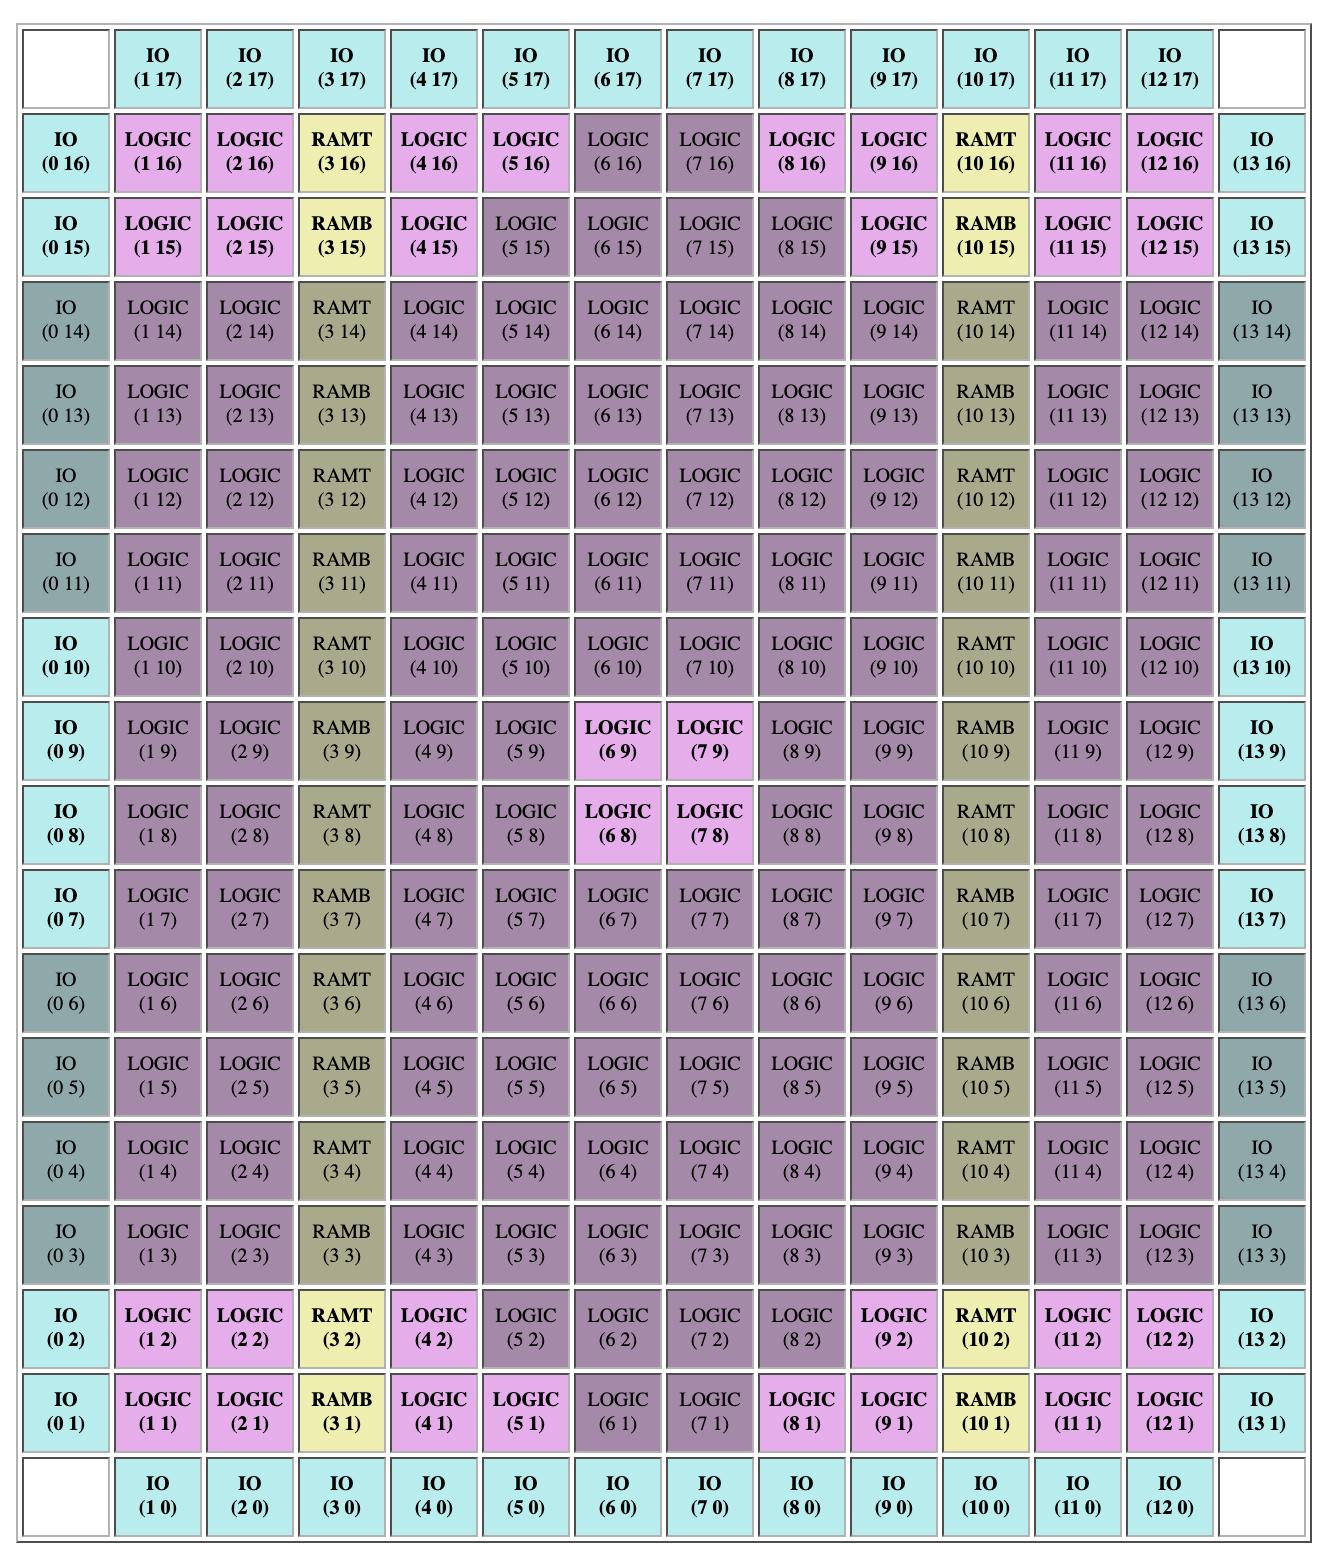 IO IO IO IO IO IO IO IO IO IO IO IO
(1 17) (2 17) (3 17) (4 17) (5 17) (6 17) (7 17) (8 17) (9 17) (10 17) (11 17) (12 17)
IO LOGIC LOGIC RAMT LOGIC LOGIC LOGIC LOGIC LOGIC LOGIC RAMT LOGIC LOGIC IO
(0 16) (1 16) (2 16) (3 16) (4 16) (5 16) (6 16) (7 16) (8 16) (9 16) (10 16) (11 16) (12 16) (13 16)
IO LOGIC LOGIC RAMB LOGIC LOGIC LOGIC LOGIC LOGIC LOGIC RAMB LOGIC LOGIC IO
(0 15) (1 15) (2 15) (3 15) (4 15) (5 15) (6 15) (7 15) (8 15) (9 15) (10 15) (11 15) (12 15) (13 15)
IO LOGIC LOGIC RAMT LOGIC LOGIC LOGIC LOGIC LOGIC LOGIC RAMT LOGIC LOGIC IO
(0 14) (1 14) (2 14) (3 14) (4 14) (5 14) (6 14) (7 14) (8 14) (9 14) (10 14) (11 14) (12 14) (13 14)
IO LOGIC LOGIC RAMB LOGIC LOGIC LOGIC LOGIC LOGIC LOGIC RAMB LOGIC LOGIC IO
(0 13) (1 13) (2 13) (3 13) (4 13) (5 13) (6 13) (7 13) (8 13) (9 13) (10 13) (11 13) (12 13) (13 13)
IO LOGIC LOGIC RAMT LOGIC LOGIC LOGIC LOGIC LOGIC LOGIC RAMT LOGIC LOGIC IO
(0 12) (1 12) (2 12) (3 12) (4 12) (5 12) (6 12) (7 12) (8 12) (9 12) (10 12) (11 12) (12 12) (13 12)
IO LOGIC LOGIC RAMB LOGIC LOGIC LOGIC LOGIC LOGIC LOGIC RAMB LOGIC LOGIC IO
(0 11) (1 11) (2 11) (3 11) (4 11) (5 11) (6 11) (7 11) (8 11) (9 11) (10 11) (11 11) (12 11) (13 11)
IO LOGIC LOGIC RAMT LOGIC LOGIC LOGIC LOGIC LOGIC LOGIC RAMT LOGIC LOGIC IO
(0 10) (1 10) (2 10) (3 10) (4 10) (5 10) (6 10) (7 10) (8 10) (9 10) (10 10) (11 10) (12 10) (13 10)
IO LOGIC LOGIC RAMB LOGIC LOGIC LOGIC LOGIC LOGIC LOGIC RAMB LOGIC LOGIC IO
(0 9) (1 9) (2 9) (3 9) (4 9) (5 9) (6 9) (7 9) (8 9) (9 9) (10 9) (11 9) (12 9) (13 9)
IO LOGIC LOGIC RAMT LOGIC LOGIC LOGIC LOGIC LOGIC LOGIC RAMT LOGIC LOGIC IO
(0 8) (1 8) (2 8) (3 8) (4 8) (5 8) (6 8) (7 8) (8 8) (9 8) (10 8) (11 8) (12 8) (13 8)
IO LOGIC LOGIC RAMB LOGIC LOGIC LOGIC LOGIC LOGIC LOGIC RAMB LOGIC LOGIC IO
(0 7) (1 7) (2 7) (3 7) (4 7) (5 7) (6 7) (7 7) (8 7) (9 7) (10 7) (11 7) (12 7) (13 7)
IO LOGIC LOGIC RAMT LOGIC LOGIC LOGIC LOGIC LOGIC LOGIC RAMT LOGIC LOGIC IO
(0 6) (1 6) (2 6) (3 6) (4 6) (5 6) (6 6) (7 6) (8 6) (9 6) (10 6) (11 6) (12 6) (13 6)
IO LOGIC LOGIC RAMB LOGIC LOGIC LOGIC LOGIC LOGIC LOGIC RAMB LOGIC LOGIC IO
(0 5) (1 5) (2 5) (3 5) (4 5) (5 5) (6 5) (7 5) (8 5) (9 5) (10 5) (11 5) (12 5) (13 5)
IO LOGIC LOGIC RAMT LOGIC LOGIC LOGIC LOGIC LOGIC LOGIC RAMT LOGIC LOGIC IO
(0 4) (1 4) (2 4) (3 4) (4 4) (5 4) (6 4) (7 4) (8 4) (9 4) (10 4) (11 4) (12 4) (13 4)
IO LOGIC LOGIC RAMB LOGIC LOGIC LOGIC LOGIC LOGIC LOGIC RAMB LOGIC LOGIC IO
(0 3) (1 3) (2 3) (3 3) (4 3) (5 3) (6 3) (7 3) (8 3) (9 3) (10 3) (11 3) (12 3) (13 3)
IO LOGIC LOGIC RAMT LOGIC LOGIC LOGIC LOGIC LOGIC LOGIC RAMT LOGIC LOGIC IO
(0 2) (1 2) (2 2) (3 2) (4 2) (5 2) (6 2) (7 2) (8 2) (9 2) (10 2) (11 2) (12 2) (13 2)
IO LOGIC LOGIC RAMB LOGIC LOGIC LOGIC LOGIC LOGIC LOGIC RAMB LOGIC LOGIC IO
(0 1) (1 1) (2 1) (3 1) (4 1) (5 1) (6 1) (7 1) (8 1) (9 1) (10 1) (11 1) (12 1) (13 1)
IO IO IO IO IO IO IO IO IO IO IO IO
(1 0) (2 0) (3 0) (4 0) (5 0) (6 0) (7 0) (8 0) (9 0) (10 0) (11 0) (12 0)